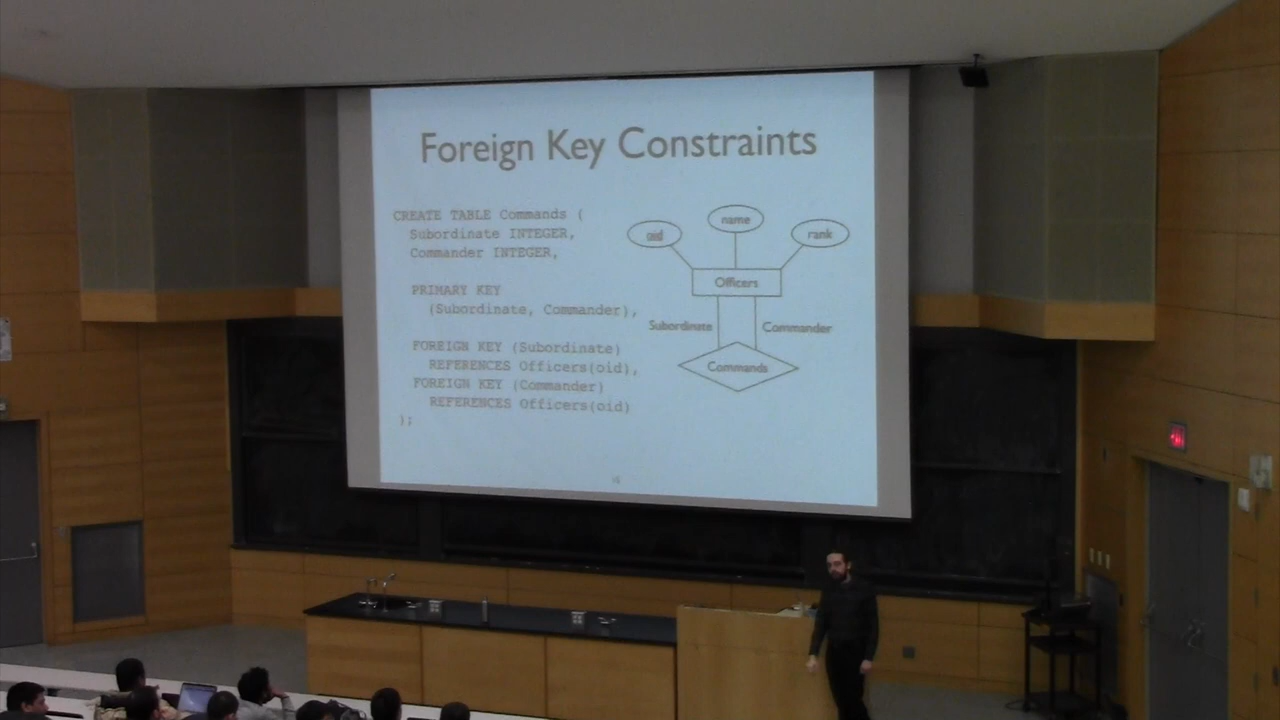 Foreign Key Constraints
CREATE TABLE Commands (
Subordinate INTEGER,
Commander INTEGER,
PRIMARY KEY
(Subordinate, Commander),
FOREIGN KEY (Subordinate)
REFERENCES Officers(oid),
FOREIGN KEY (Commander)
REFERENCES Officers(oid)
);
name
oid
rank
Officers
Subordinate
Commander
Commands